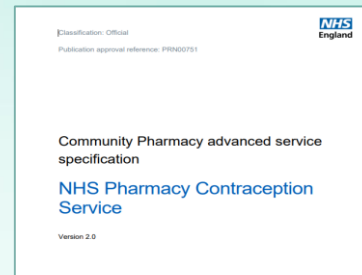 Classification: Official
NHS
England
Publication approval reference: PRN00751
Community Pharmacy advanced service
specification
NHS Pharmacy Contraception
Service
Version 2.0